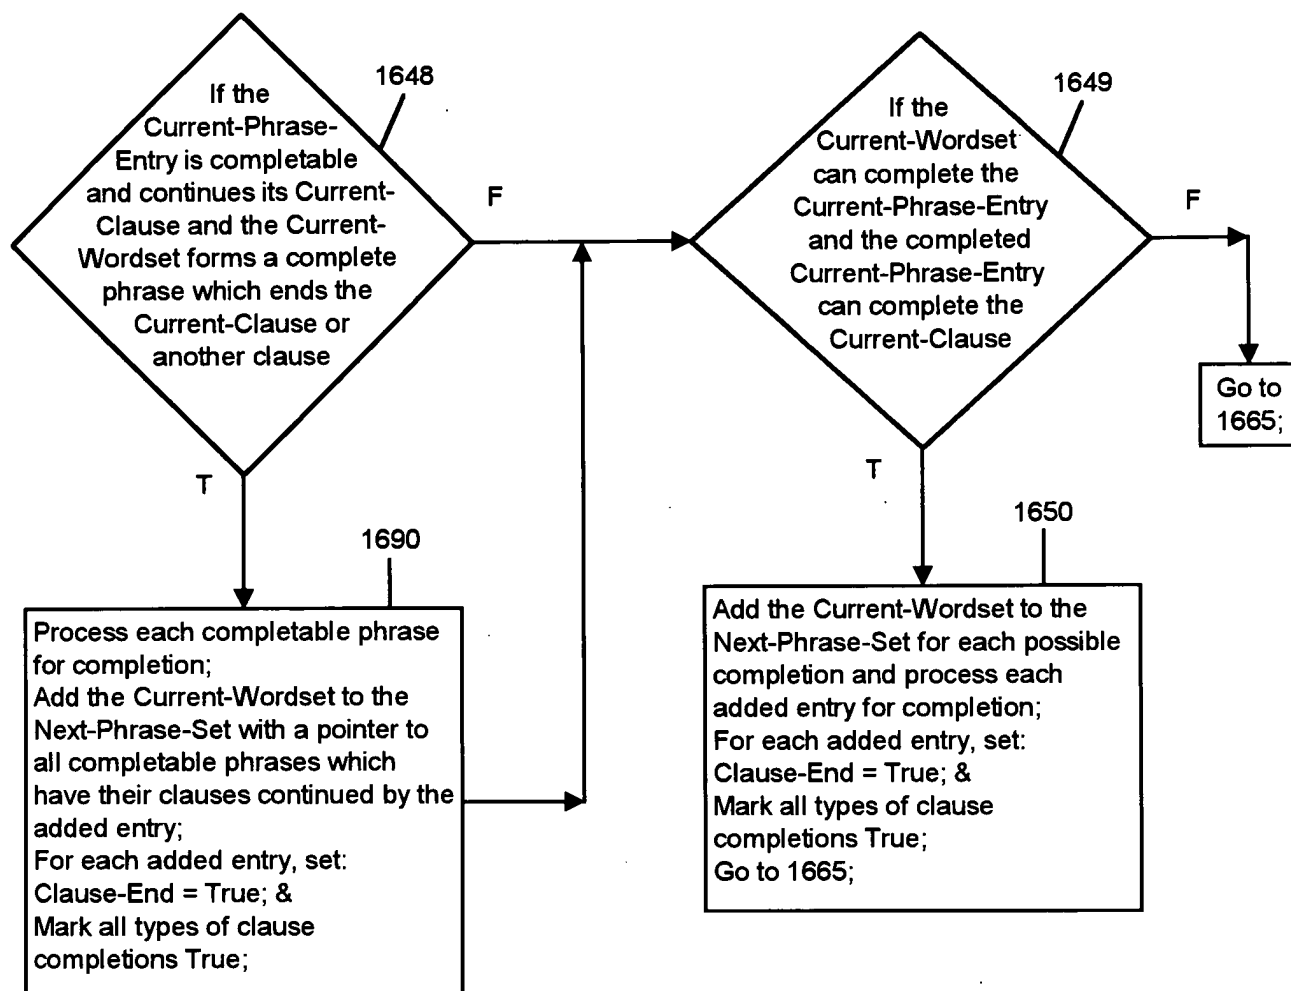 1648
If the
Current-Phrase-
Entry is completable
and continues its Current-
Clause and the Current-
Wordset forms a complete
phrase which ends the
Current-Clause or
another clause
F
T
1690
Process each completable phrase
for completion;
Add the Current-Wordset to the
Next-Phrase-Set with a pointer to
all completable phrases which
have their clauses continued by the
added entry;
For each added entry, set:
Clause-End = True; &
Mark all types of clause
completions True;
1649
If the
Current-Wordset
can complete the
Current-Phrase-Entry
and the completed
Current-Phrase-Entry
can complete the
Current-Clause
F
Go to
1665;
T
1650
Add the Current-Wordset to the
Next-Phrase-Set for each possible
completion and process each
added entry for completion;
For each added entry, set:
Clause-End = True; &
Mark all types of clause
completions True;
Go to 1665;